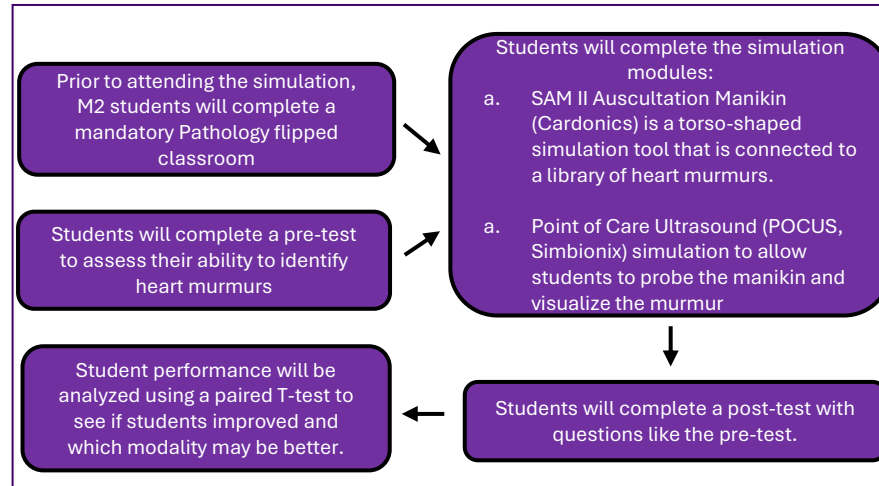 Prior to attending the simulation,
M2 students will complete a
mandatory Pathology flipped
classroom
Students will complete a pre-test
to assess their ability to identify
heart murmurs
Students will complete the simulation
modules:
a. SAM II Auscultation Manikin
(Cardonics) is a torso-shaped
simulation tool that is connected to
a library of heart murmurs.
a. Point of Care Ultrasound (POCUS,
Simbionix) simulation to allow
students to probe the manikin and
visualize the murmur
Students will complete a post-test with
questions like the pre-test.
Student performance will be
analyzed using a paired T-test to
see if students improved and
which modality may be better.